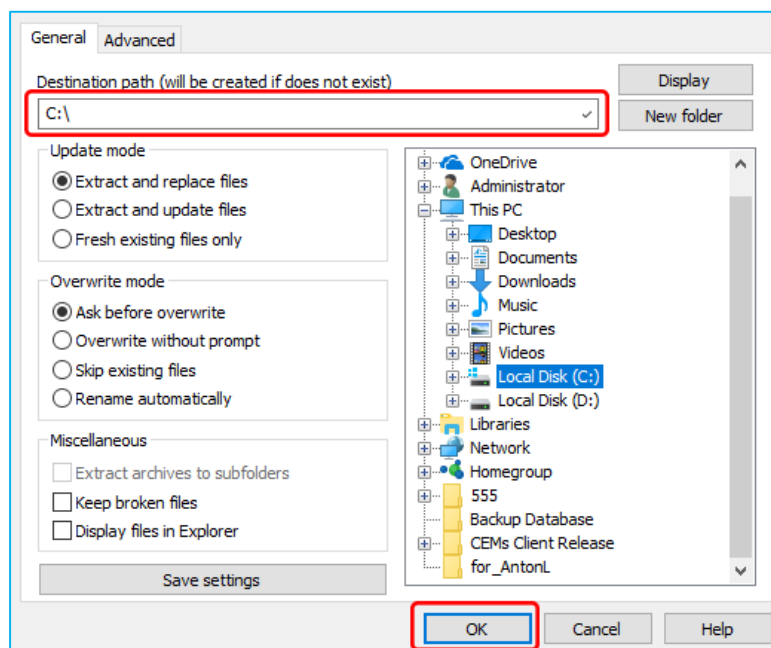 General
Advanced
Destination path (will be created if does not exist)
Display
C:\
New folder
Update mode
Extract and replace files
Extract and update files
Fresh existing files only
Overwrite mode
Ask before overwrite
Overwrite without prompt
Skip existing files
Rename automatically
Miscellaneous
Extract archives to subfolders
Keep broken files
Display files in Explorer
Save settings
OneDrive
Administrator
This PC
Desktop
Documents
Downloads
Music
Pictures
Videos
Local Disk (C:)
Local Disk (D:)
Libraries
Network
Homegroup
555
Backup Database
CEMs Client Release
for_AntonL
OK
Cancel
Help